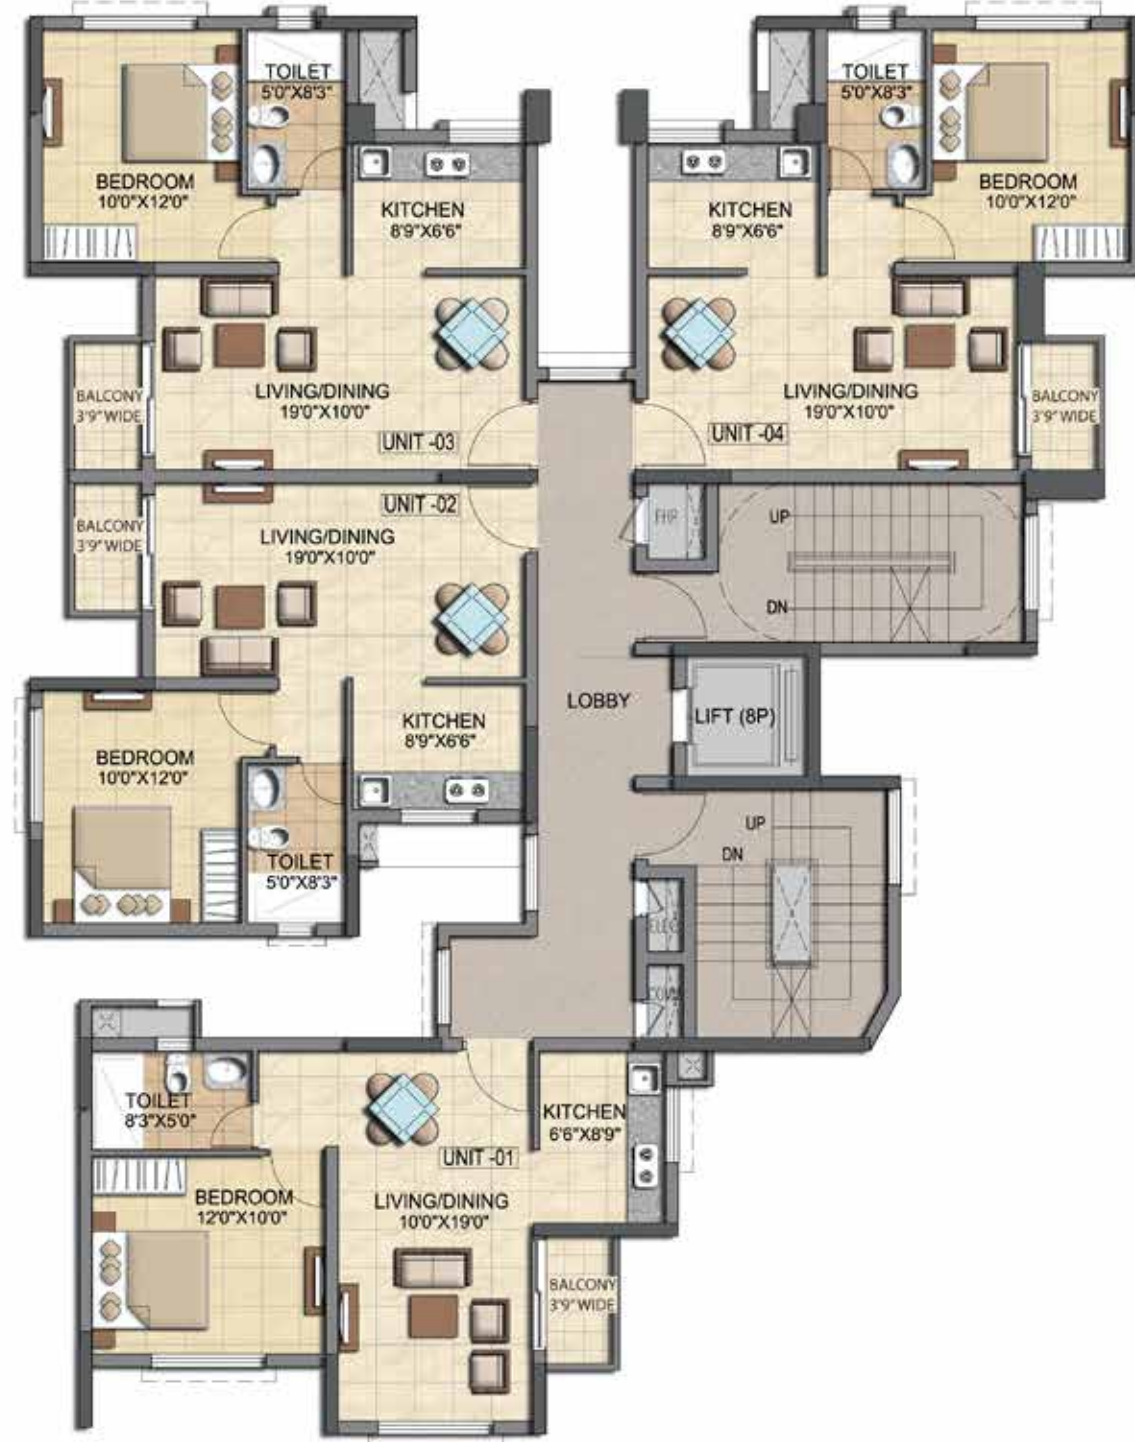 TOILET
5'0"X8'3"
BEDROOM
10'0"X12'0"
KITCHEN
8'9"X6'6"
LIVING/DINING
19'0"X10'0"
BALCONY
3'9" WIDE
UNIT -03
TOILET
5'0"X8'3"
BEDROOM
10'0"X12'0"
KITCHEN
8'9"X6'6"
LIVING/DINING
19'0"X10'0"
BALCONY
3'9" WIDE
UNIT -04
UNIT -02
BALCONY
3'9" WIDE
LIVING/DINING
19'0"X10'0"
KITCHEN
8'9"X6'6"
BEDROOM
10'0"X12'0"
TOILET
5'0"X8'3"
FHR
UP
DN
LOBBY
LIFT (8P)
UP
DN
ELEC
COMM
TOILET
8'3"X5'0"
KITCHEN
6'6"X8'9"
UNIT -01
BEDROOM
12'0"X10'0"
LIVING/DINING
10'0"X19'0"
BALCONY
3'9" WIDE